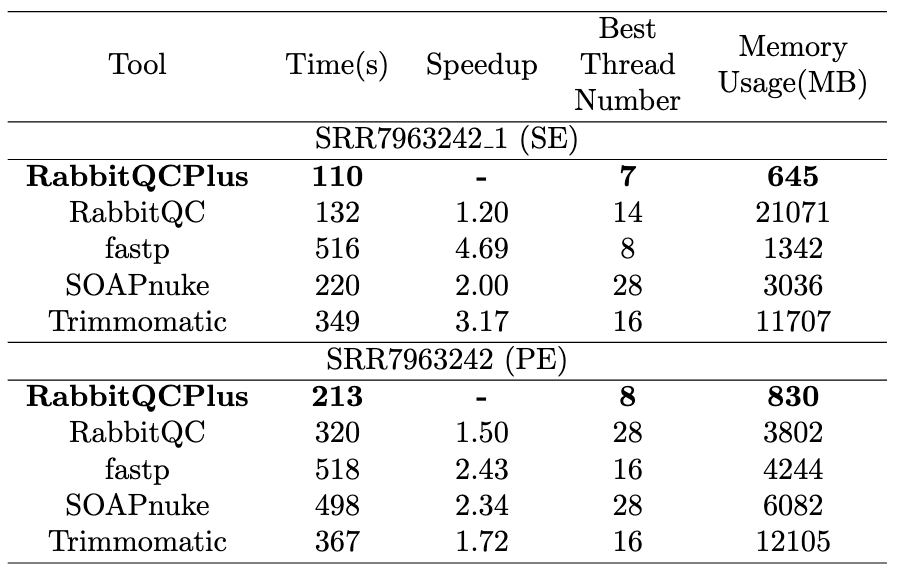 Tool Time(s) Speedup Best Thread Number Memory Usage(MB)
SRR7963242_1 (SE)
RabbitQCPlus 110 - 7 645
RabbitQC 132 1.20 14 21071
fastp 516 4.69 8 1342
SOAPnuke 220 2.00 28 3036
Trimmomatic 349 3.17 16 11707
SRR7963242 (PE)
RabbitQCPlus 213 - 8 830
RabbitQC 320 1.50 28 3802
fastp 518 2.43 16 4244
SOAPnuke 498 2.34 28 6082
Trimmomatic 367 1.72 16 12105